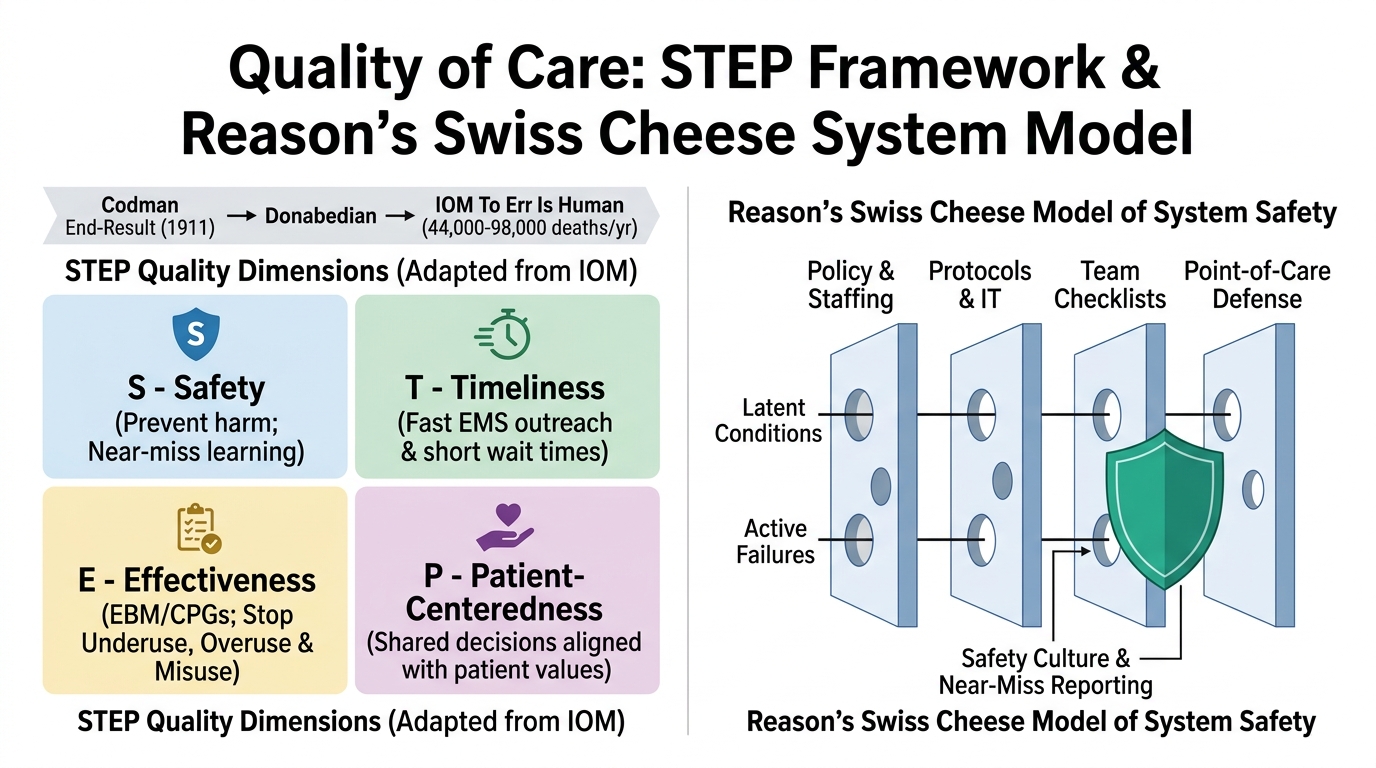 Quality of Care: STEP Framework &
Reason's Swiss Cheese System Model
Codman
End-Result (1911)
Donabedian
IOM To Err Is Human
(44,000-98,000 deaths/yr)
STEP Quality Dimensions (Adapted from IOM)
S
S - Safety
(Prevent harm;
Near-miss learning)
T - Timeliness
(Fast EMS outreach
& short wait times)
E - Effectiveness
(EBM/CPGs; Stop
Underuse, Overuse &
Misuse)
P - Patient-
Centeredness
(Shared decisions aligned
with patient values)
STEP Quality Dimensions (Adapted from IOM)
Reason's Swiss Cheese Model of System Safety
Policy &
Staffing
Protocols
& IT
Team
Checklists
Point-of-Care
Defense
Latent
Conditions
Active
Failures
Safety Culture &
Near-Miss Reporting
Reason's Swiss Cheese Model of System Safety